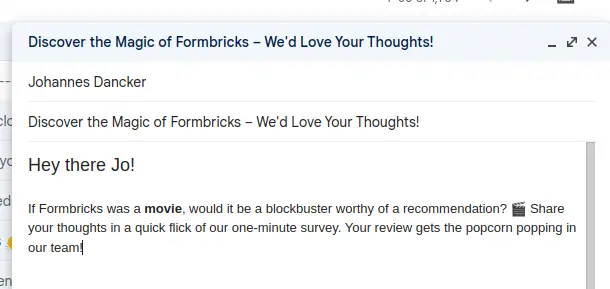 Discover the Magic of Formbricks – We'd Love Your Thoughts!
Johannes Dancker
Discover the Magic of Formbricks – We'd Love Your Thoughts!
Hey there Jo!
If Formbricks was a movie, would it be a blockbuster worthy of a recommendation? 🎬 Share
your thoughts in a quick flick of our one-minute survey. Your review gets the popcorn popping in
our team!